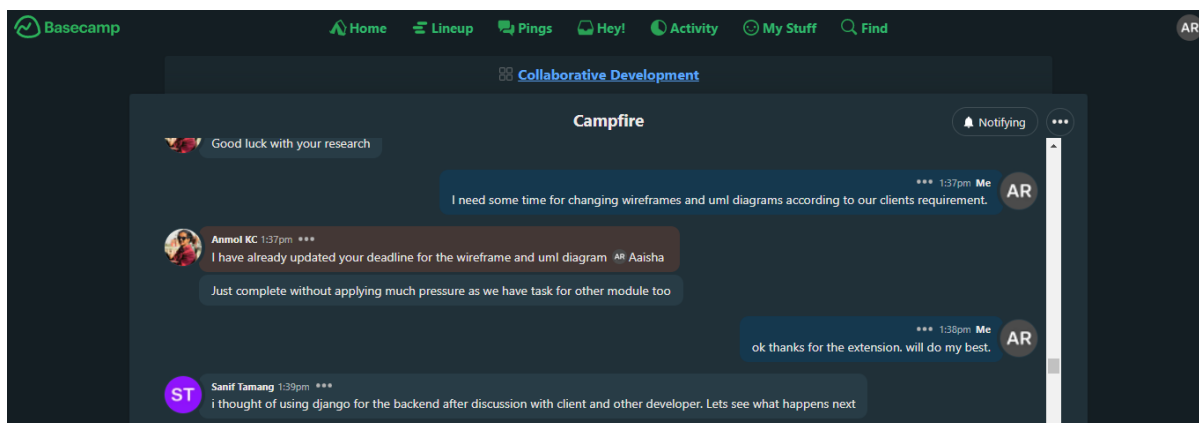 Basecamp
Home Lineup Pings Hey! Activity My Stuff Find
AR
Collaborative Development
Campfire
Notifying
Good luck with your research
1:37pm Me
I need some time for changing wireframes and uml diagrams according to our clients requirement.
AR
Anmol KC 1:37pm
I have already updated your deadline for the wireframe and uml diagram AR Aaisha
Just complete without applying much pressure as we have task for other module too
1:38pm Me
ok thanks for the extension. will do my best.
AR
ST
Sanif Tamang 1:39pm
i thought of using django for the backend after discussion with client and other developer. Lets see what happens next